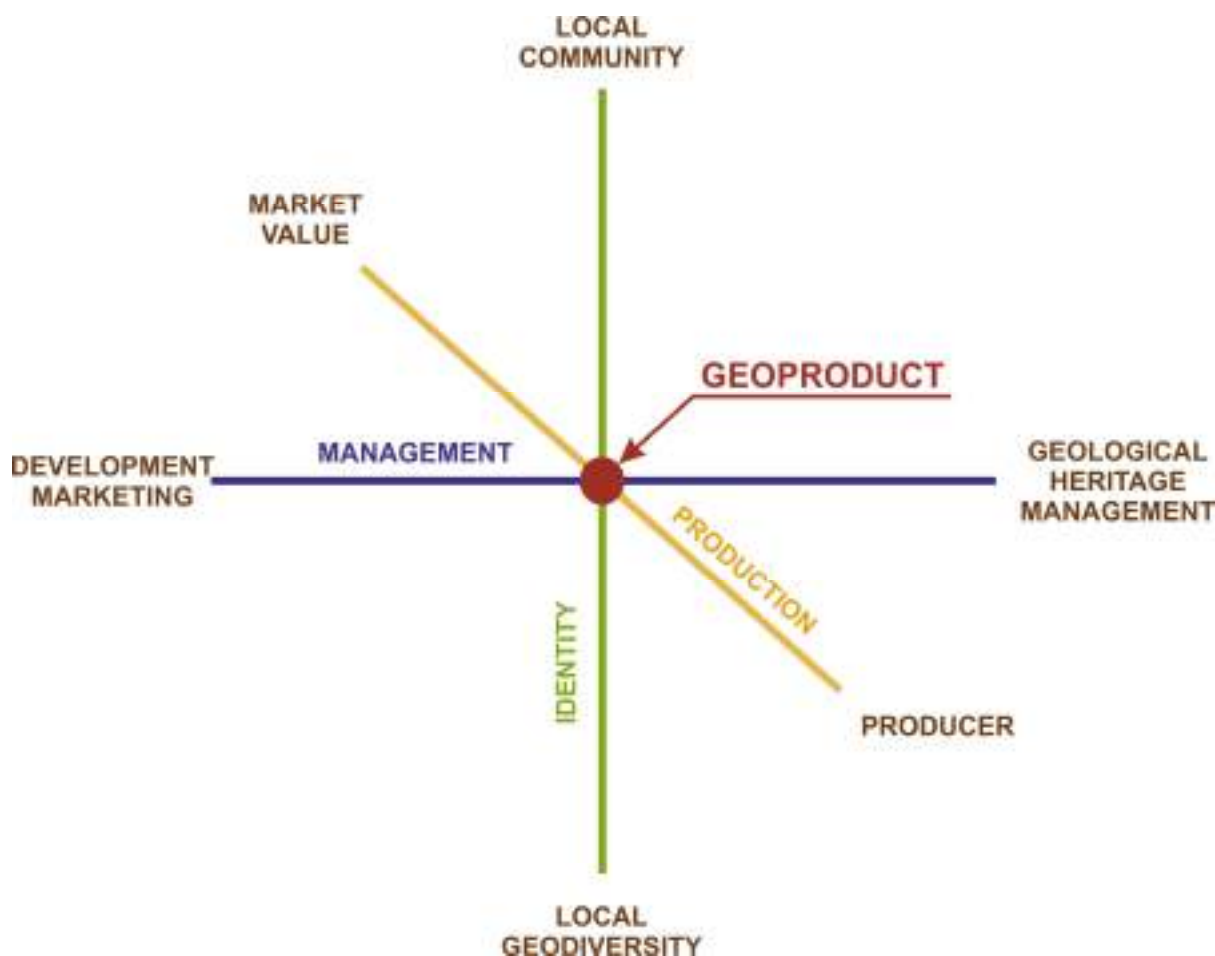 LOCAL
COMMUNITY
MARKET
VALUE
GEOPRODUCT
MANAGEMENT
DEVELOPMENT
MARKETING
GEOLOGICAL
HERITAGE
MANAGEMENT
PRODUCTION
IDENTITY
PRODUCER
LOCAL
GEODIVERSITY